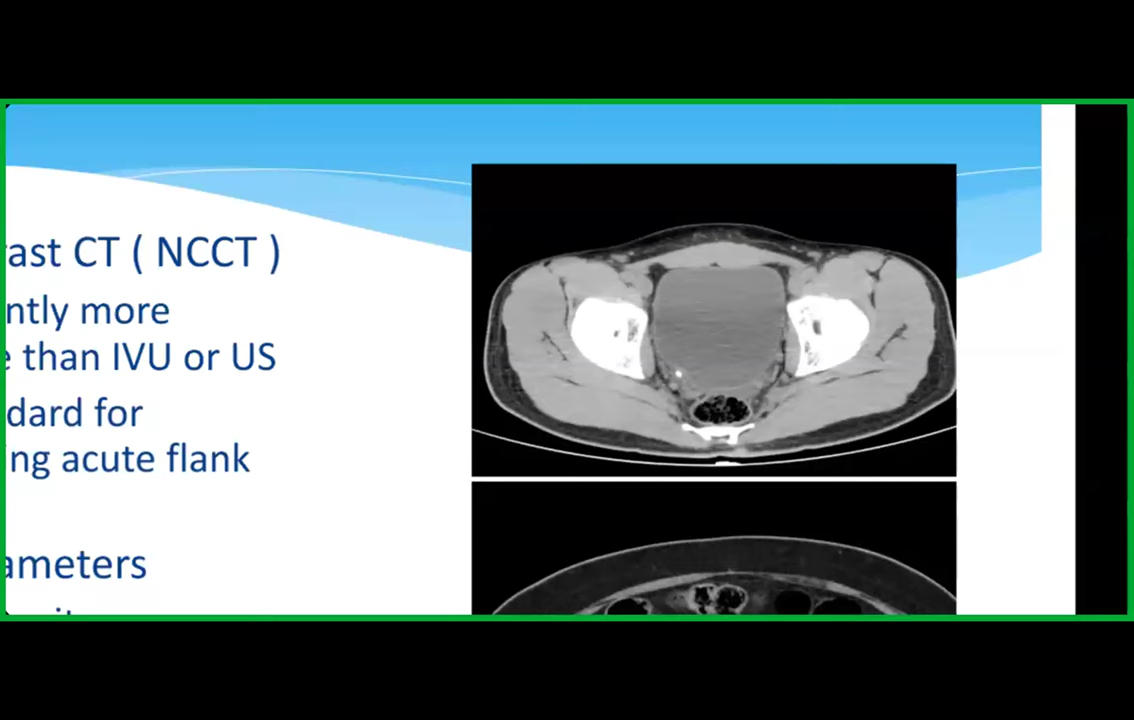 rast CT ( NCCT )
ntly more
e than IVU or US
dard for
ng acute flank
ameters